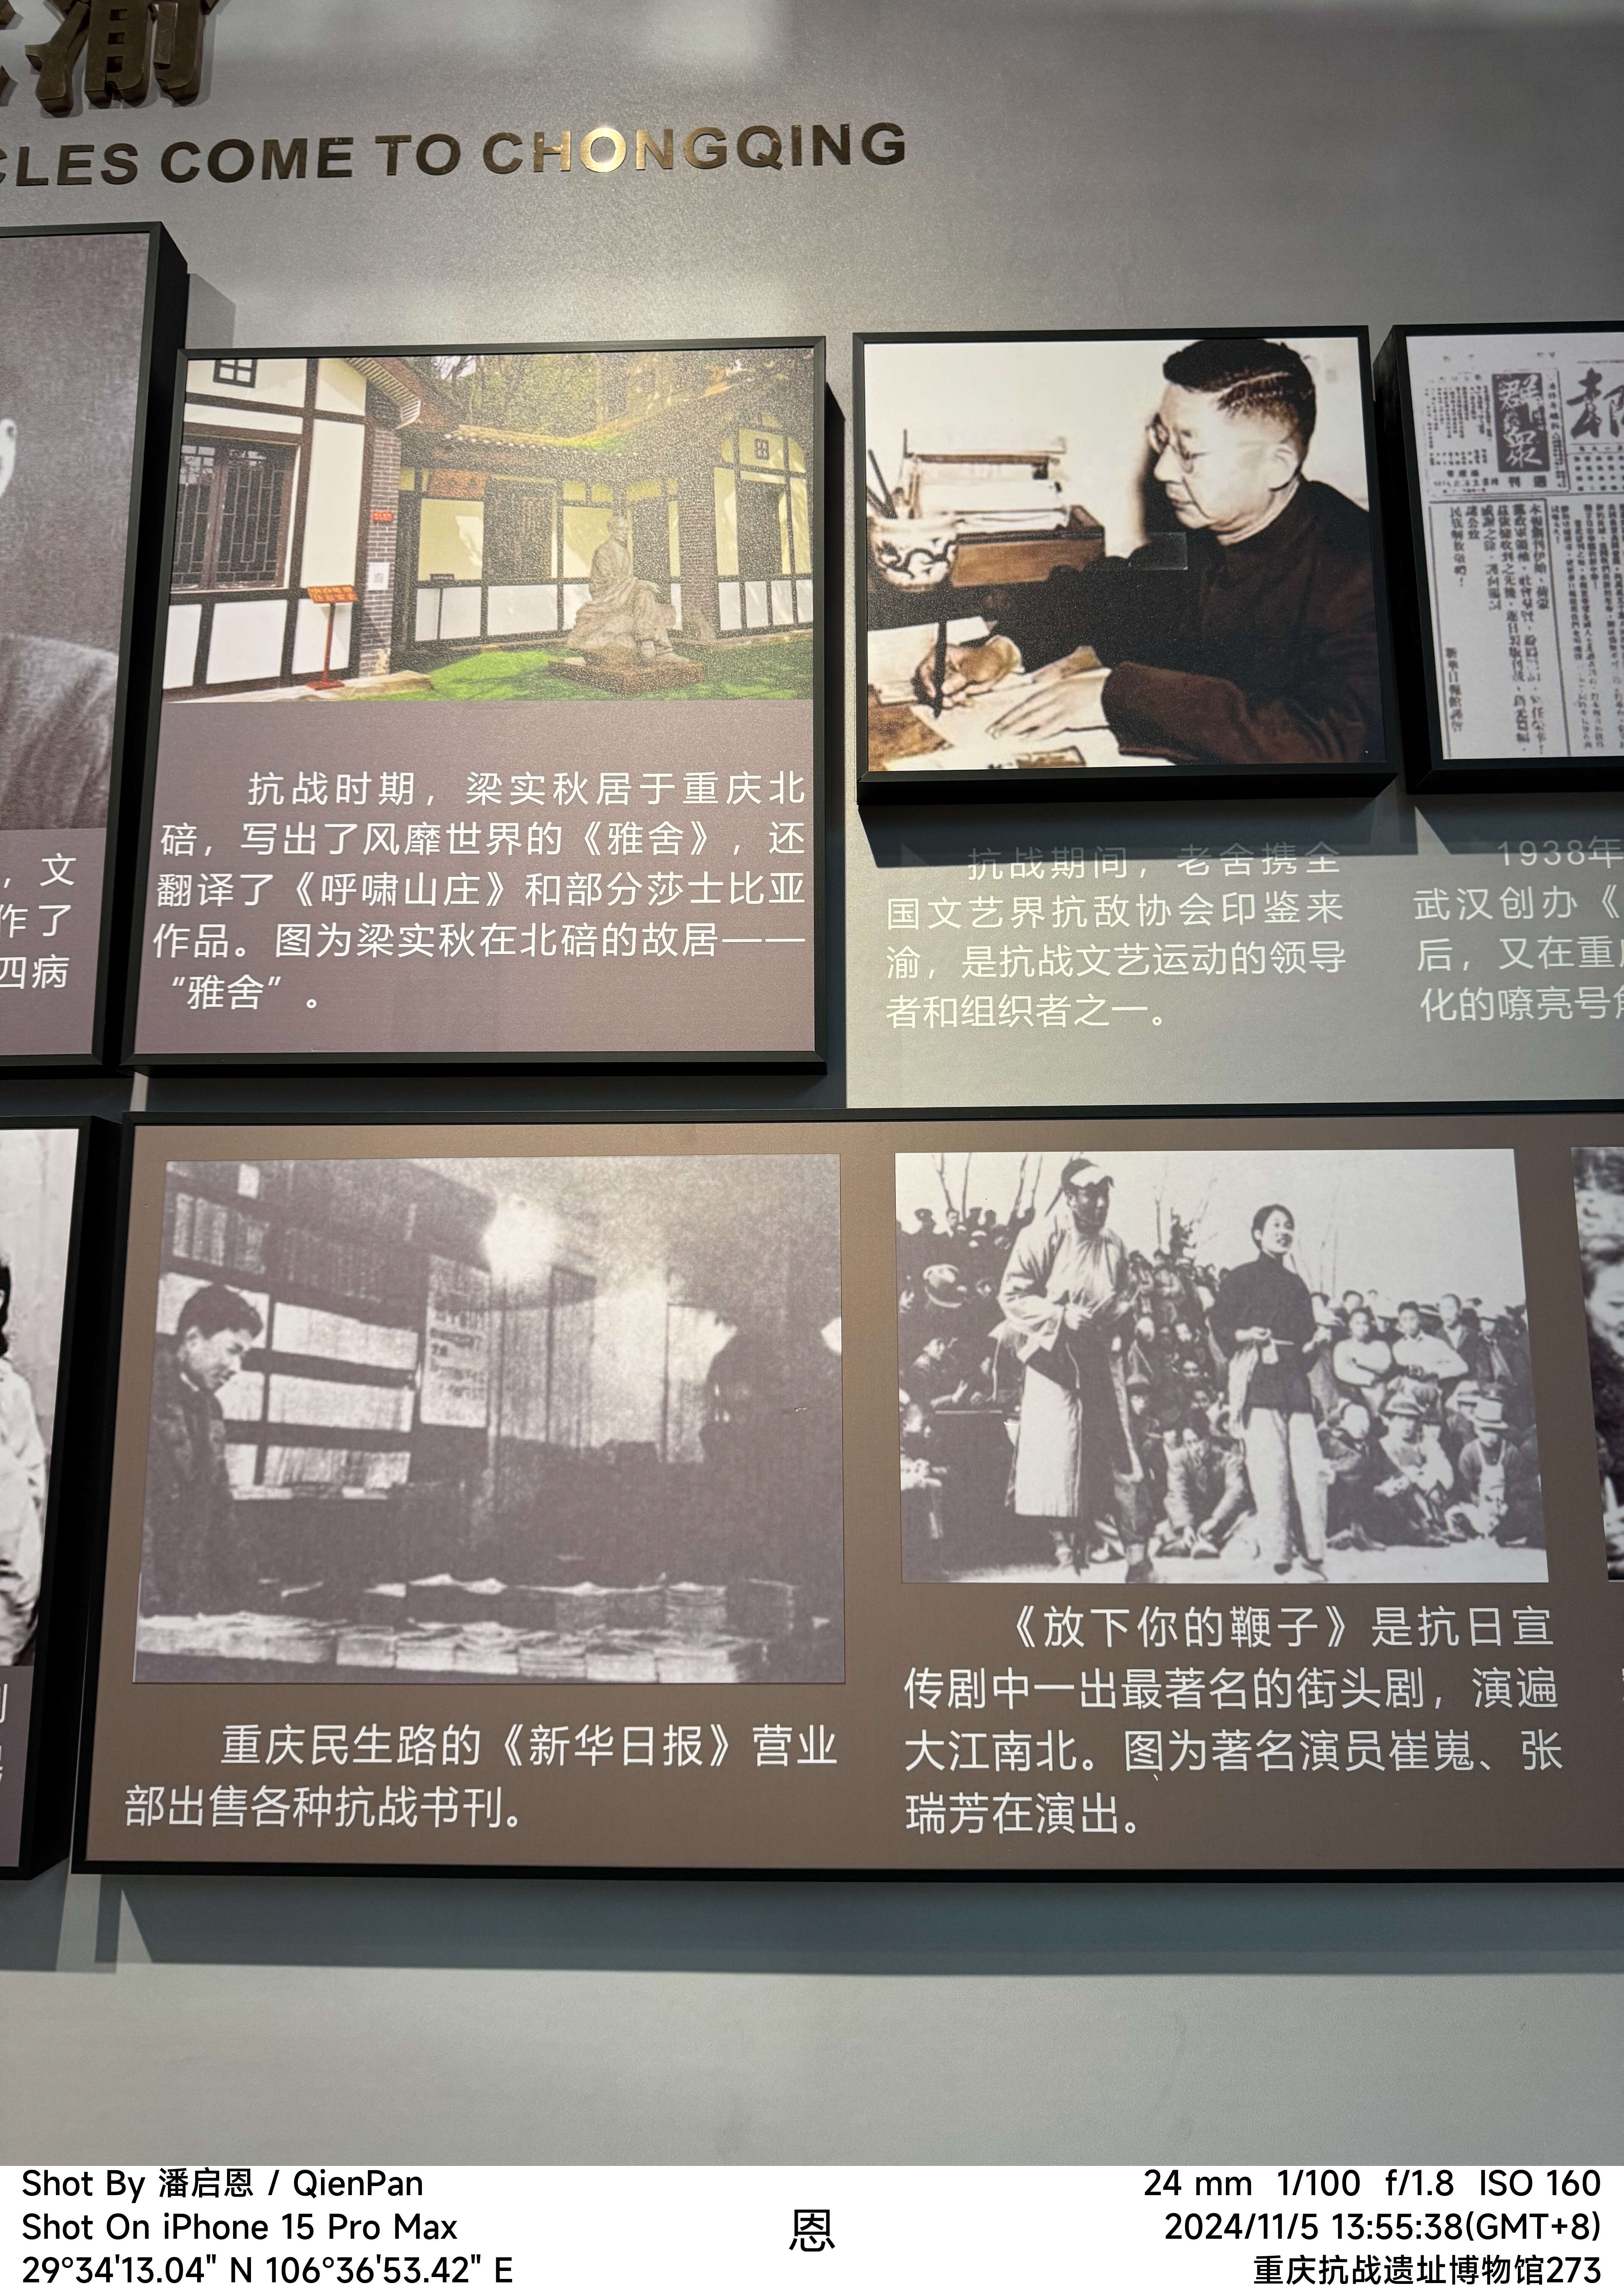 渝
CLES COME TO CHONGQING
抗战时期，梁实秋居于重庆北
碚，写出了风靡世界的《雅舍》，还
翻译了《呼啸山庄》和部分莎士比亚
作品。图为梁实秋在北碚的故居——
“雅舍”。
抗战期间，老舍携全
国文艺界抗敌协会印鉴来
渝，是抗战文艺运动的领导
者和组织者之一。
1938年
武汉创办《
后，又在重
化的嘹亮号
，文
作了
四病
群众
周刊
重庆民生路的《新华日报》营业
部出售各种抗战书刊。
《放下你的鞭子》是抗日宣
传剧中一出最著名的街头剧，演遍
大江南北。图为著名演员崔嵬、张
瑞芳在演出。
Shot By 潘启恩 / QienPan
Shot On iPhone 15 Pro Max
29°34'13.04" N 106°36'53.42" E
恩
24 mm 1/100 f/1.8 ISO 160
2024/11/5 13:55:38(GMT+8)
重庆抗战遗址博物馆273